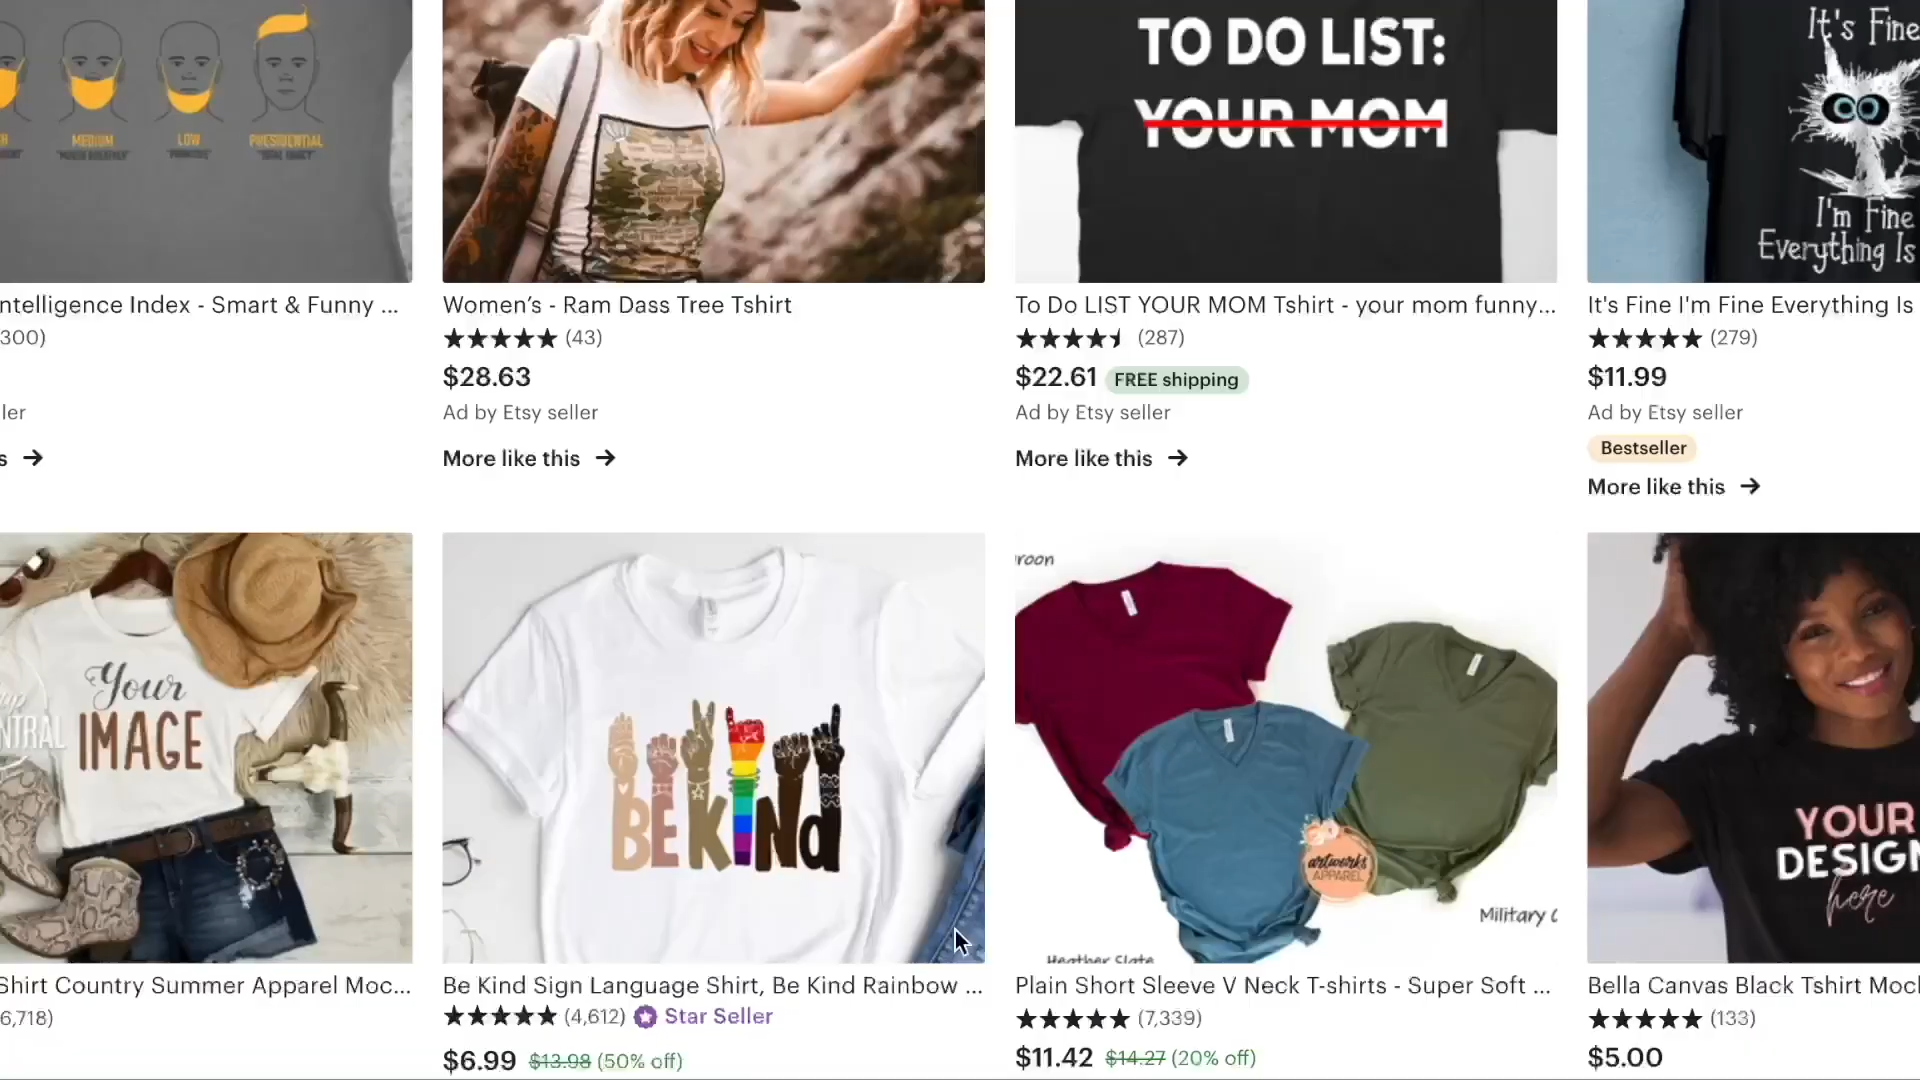 MEDIUM
LOW
PRESIDENTIAL
TO DO LIST:
YOUR MOM
It's Fine
I'm Fine
Everything Is
ntelligence Index - Smart & Funny ...
300)
ler
s →
Women's - Ram Dass Tree Tshirt
(43)
$28.63
Ad by Etsy seller
More like this →
To Do LIST YOUR MOM Tshirt - your mom funny...
(287)
$22.61 FREE shipping
Ad by Etsy seller
More like this →
It's Fine I'm Fine Everything Is
(279)
$11.99
Ad by Etsy seller
Bestseller
More like this →
Your
IMAGE
NTRAL
BE KINd
roon
artworks
APPAREL
Military
Heather Slate
YOUR
DESIGN
here
Shirt Country Summer Apparel Moc...
6,718)
Be Kind Sign Language Shirt, Be Kind Rainbow ...
(4,612) Star Seller
$6.99 $13.98 (50% off)
Plain Short Sleeve V Neck T-shirts - Super Soft ...
(7,339)
$11.42 $14.27 (20% off)
Bella Canvas Black Tshirt Moc
(133)
$5.00